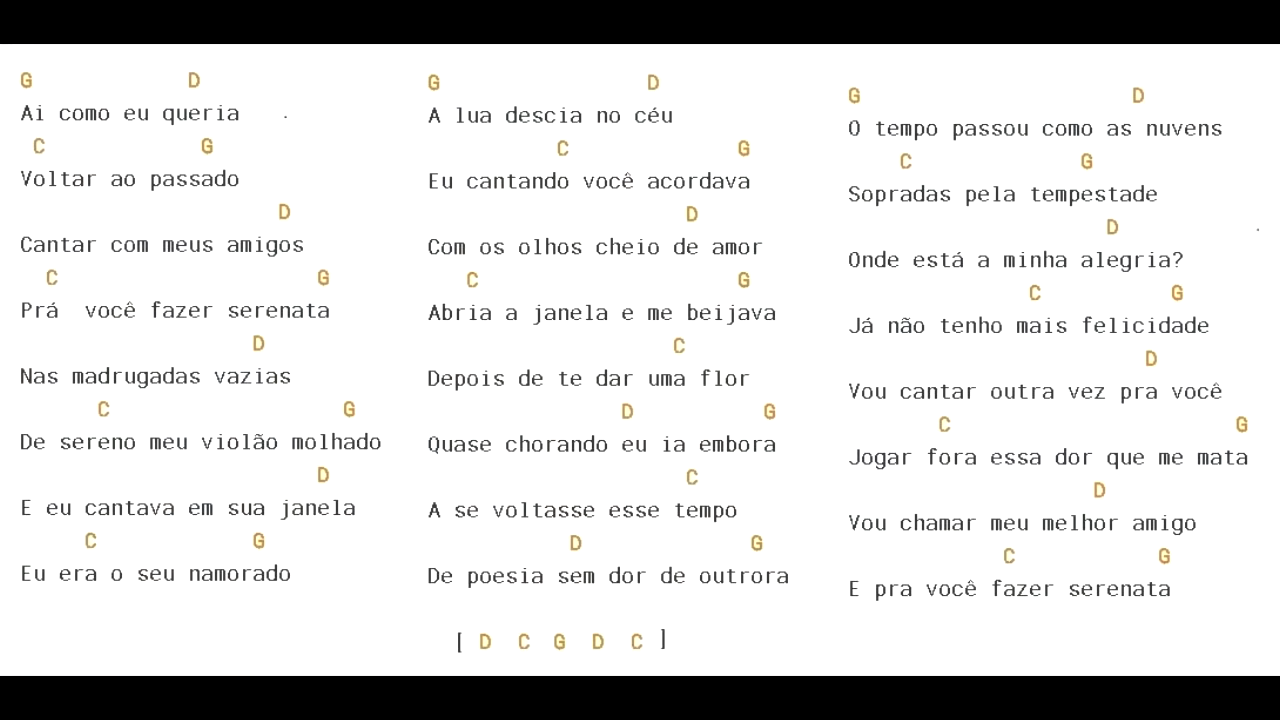 G D
Ai como eu queria
C G
Voltar ao passado
D
Cantar com meus amigos
C G
Prá  você fazer serenata
D
Nas madrugadas vazias
C G
De sereno meu violão molhado
D
E eu cantava em sua janela
C G
Eu era o seu namorado
G D
A lua descia no céu
C G
Eu cantando você acordava
D
Com os olhos cheio de amor
C G
Abria a janela e me beijava
C
Depois de te dar uma flor
D G
Quase chorando eu ia embora
C
A se voltasse esse tempo
D G
De poesia sem dor de outrora
[ D C G D C ]
G D
O tempo passou como as nuvens
C G
Sopradas pela tempestade
D
Onde está a minha alegria?
C G
Já não tenho mais felicidade
D
Vou cantar outra vez pra você
C G
Jogar fora essa dor que me mata
D
Vou chamar meu melhor amigo
C G
E pra você fazer serenata